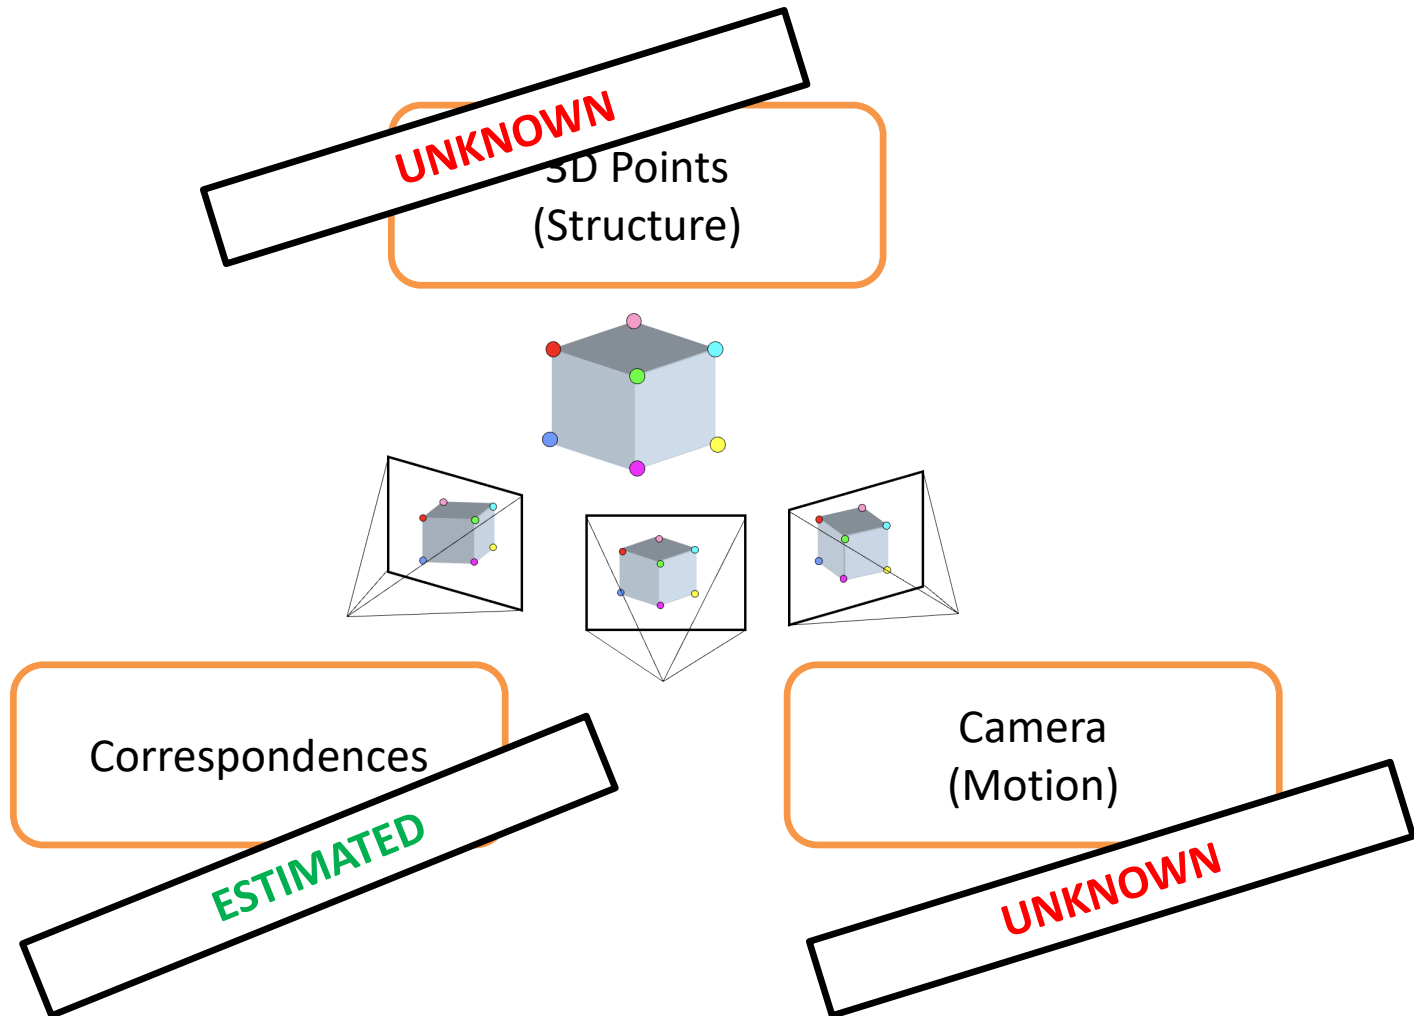 UNKNOWN
3D Points
(Structure)
Correspondences
ESTIMATED
Camera
(Motion)
UNKNOWN